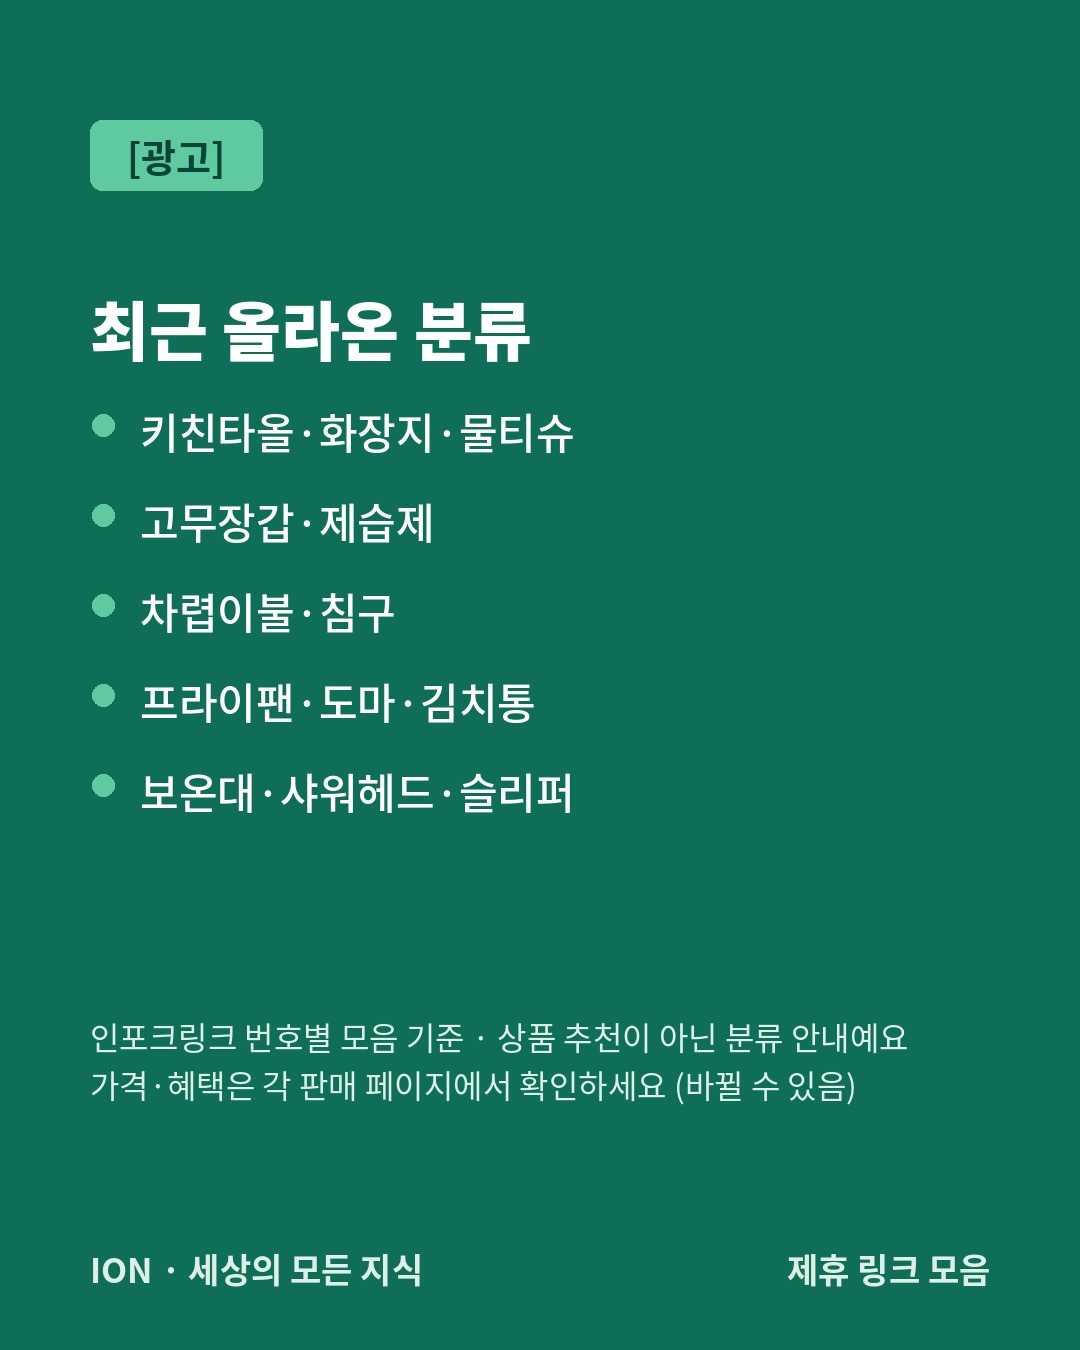 [광고]
최근 올라온 분류
키친타올·화장지·물티슈
고무장갑·제습제
차렵이불·침구
프라이팬·도마·김치통
보온대·샤워헤드·슬리퍼
인포크링크 번호별 모음 기준 · 상품 추천이 아닌 분류 안내예요
가격·혜택은 각 판매 페이지에서 확인하세요 (바뀔 수 있음)
ION · 세상의 모든 지식
제휴 링크 모음